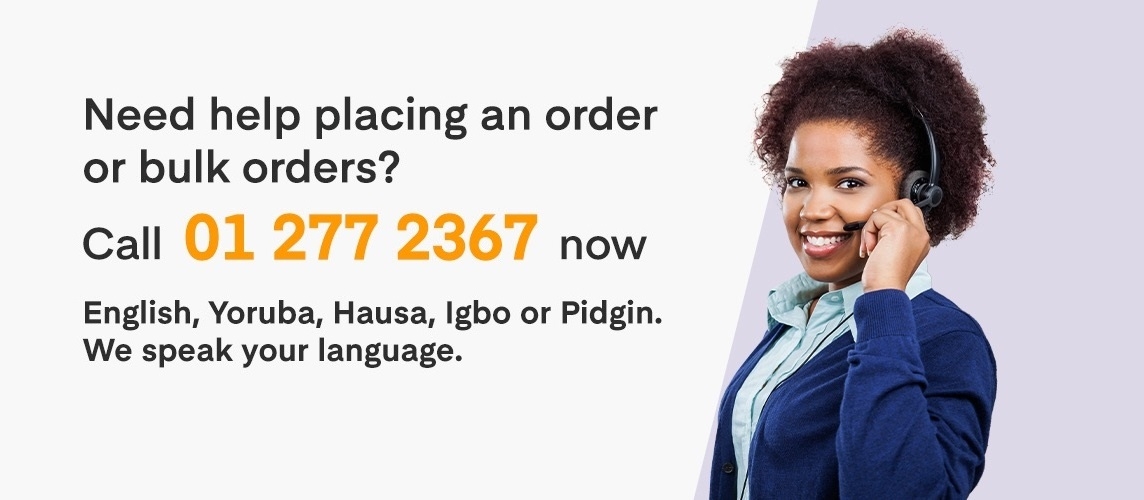 Need help placing an order
or bulk orders?
Call 01 277 2367 now
English, Yoruba, Hausa, Igbo or Pidgin.
We speak your language.